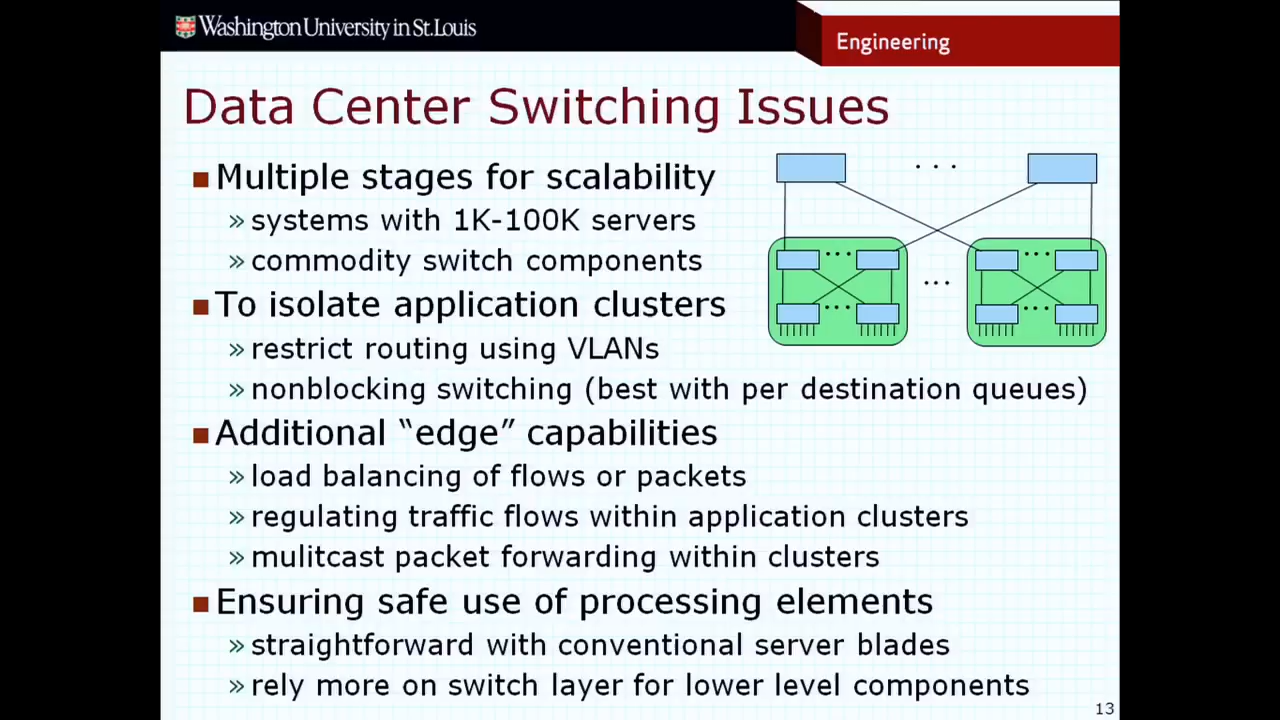 Washington University in St.Louis
Engineering
Data Center Switching Issues
Multiple stages for scalability
» systems with 1K-100K servers
» commodity switch components
To isolate application clusters
» restrict routing using VLANs
» nonblocking switching (best with per destination queues)
Additional “edge” capabilities
» load balancing of flows or packets
» regulating traffic flows within application clusters
» mulitcast packet forwarding within clusters
Ensuring safe use of processing elements
» straightforward with conventional server blades
» rely more on switch layer for lower level components
13